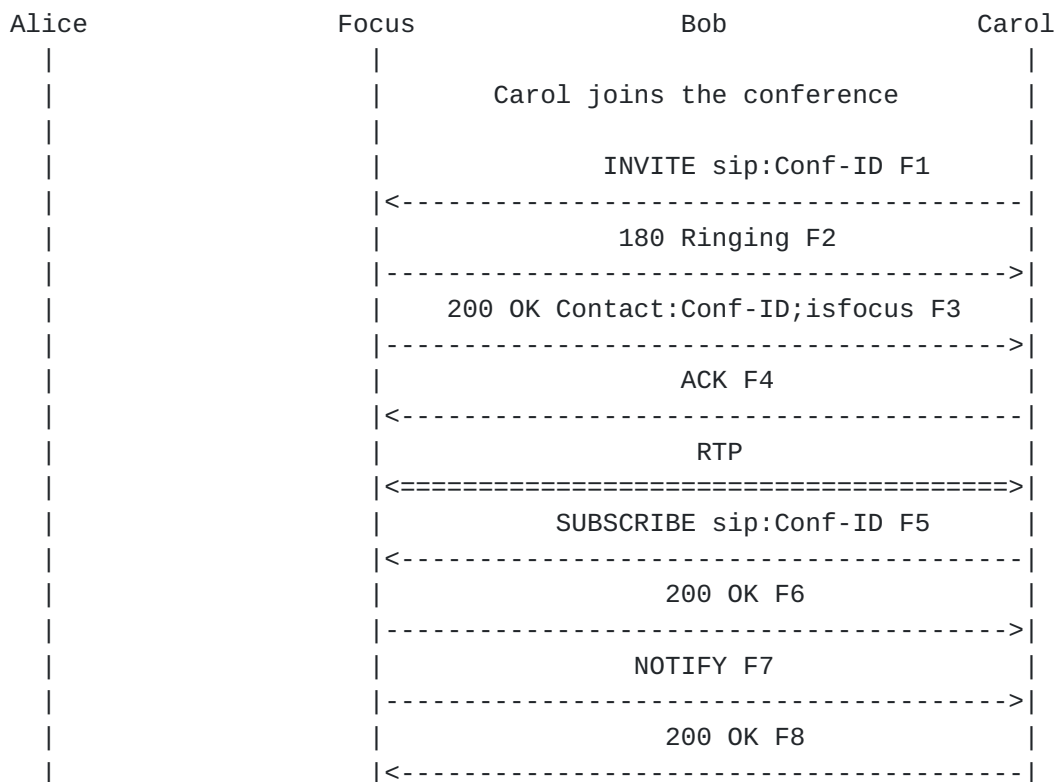 Alice Focus Bob Carol
Carol joins the conference
INVITE sip:Conf-ID F1
180 Ringing F2
200 OK Contact:Conf-ID;isfocus F3
ACK F4
RTP
SUBSCRIBE sip:Conf-ID F5
200 OK F6
NOTIFY F7
200 OK F8